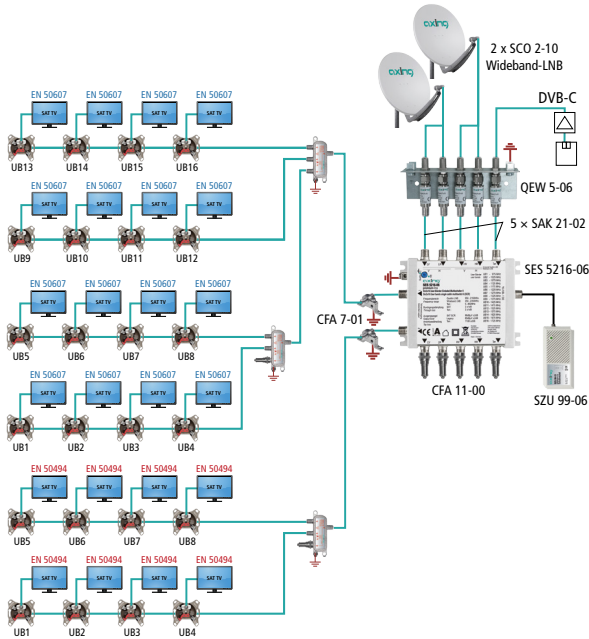 axing
axing
2 x SCO 2-10
Wideband-LNB
DVB-C
QEW 5-06
5 × SAK 21-02
SES 5216-06
CFA 7-01
CFA 11-00
SZU 99-06
EN 50607 EN 50607 EN 50607 EN 50607
SAT TV SAT TV SAT TV SAT TV
UB13 UB14 UB15 UB16
EN 50607 EN 50607 EN 50607 EN 50607
SAT TV SAT TV SAT TV SAT TV
UB9 UB10 UB11 UB12
EN 50607 EN 50607 EN 50607 EN 50607
SAT TV SAT TV SAT TV SAT TV
UB5 UB6 UB7 UB8
EN 50607 EN 50607 EN 50607 EN 50607
SAT TV SAT TV SAT TV SAT TV
UB1 UB2 UB3 UB4
EN 50494 EN 50494 EN 50494 EN 50494
SAT TV SAT TV SAT TV SAT TV
UB5 UB6 UB7 UB8
EN 50494 EN 50494 EN 50494 EN 50494
SAT TV SAT TV SAT TV SAT TV
UB1 UB2 UB3 UB4